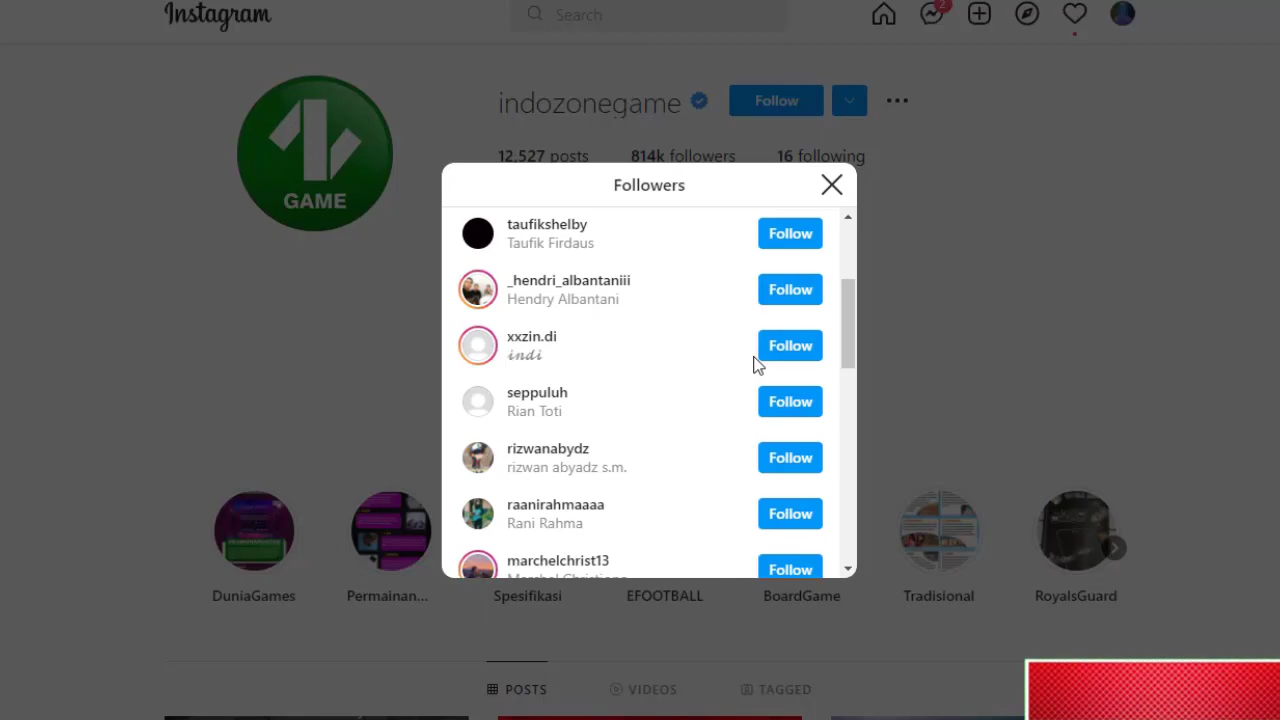 Instagram
Search
2
GAME
indozonegame
Follow
12,527 posts 814k followers 16 following
Followers
taufikshelby
Taufik Firdaus
Follow
_hendri_albantaniii
Hendry Albantani
Follow
xxzin.di
𝓲𝓷𝓭𝓲
Follow
seppuluh
Rian Toti
Follow
rizwanabydz
rizwan abyadz s.m.
Follow
raanirahmaaaa
Rani Rahma
Follow
marchelchrist13
Follow
DuniaGames Permainan... Spesifikasi EFOOTBALL BoardGame Tradisional RoyalsGuard
POSTS VIDEOS TAGGED